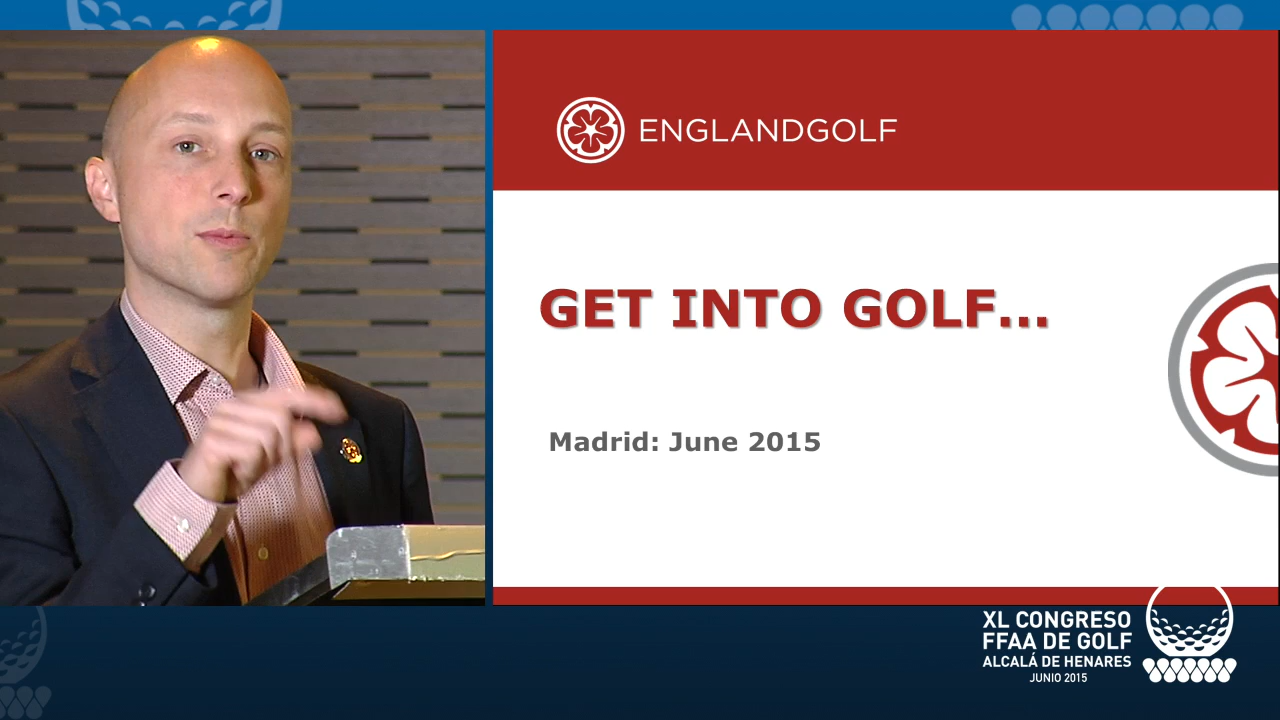 ENGLANDGOLF
GET INTO GOLF...
Madrid: June 2015
XL CONGRESO
FFAA DE GOLF
ALCALÁ DE HENARES
JUNIO 2015